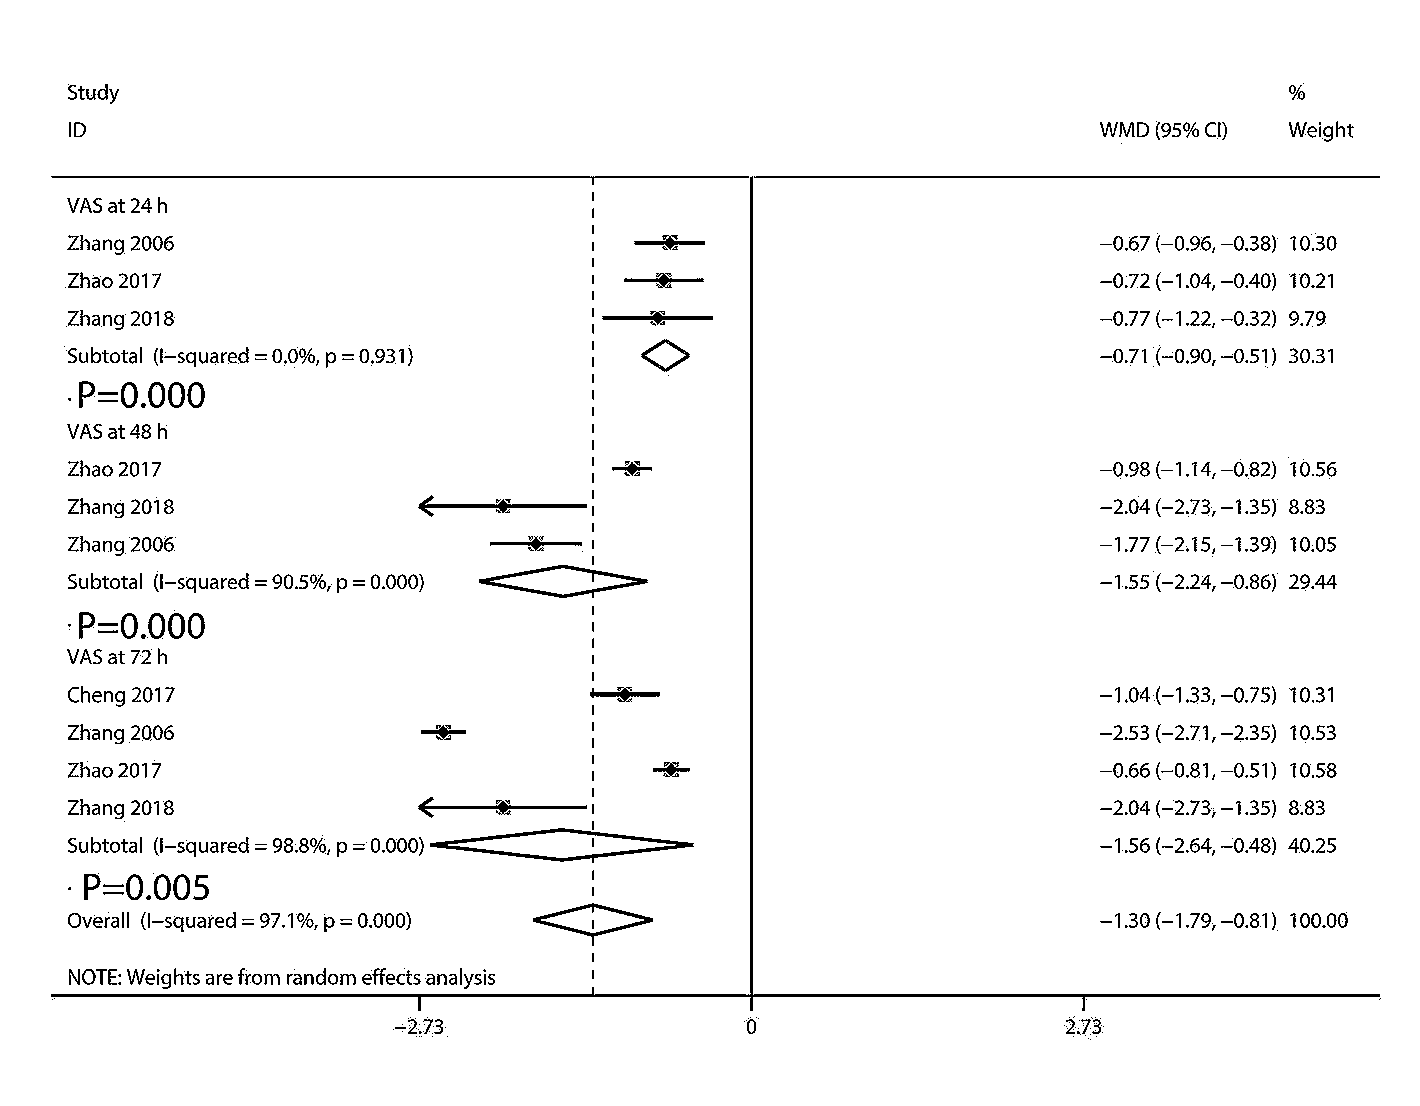 Study %
ID WMD (95% CI) Weight
VAS at 24 h
Zhang 2006 −0.67 (−0.96, −0.38) 10.30
Zhao 2017 −0.72 (−1.04, −0.40) 10.21
Zhang 2018 −0.77 (−1.22, −0.32) 9.79
Subtotal (I−squared = 0.0%, p = 0.931) −0.71 (−0.90, −0.51) 30.31
. P=0.000
VAS at 48 h
Zhao 2017 −0.98 (−1.14, −0.82) 10.56
Zhang 2018 −2.04 (−2.73, −1.35) 8.83
Zhang 2006 −1.77 (−2.15, −1.39) 10.05
Subtotal (I−squared = 90.5%, p = 0.000) −1.55 (−2.24, −0.86) 29.44
. P=0.000
VAS at 72 h
Cheng 2017 −1.04 (−1.33, −0.75) 10.31
Zhang 2006 −2.53 (−2.71, −2.35) 10.53
Zhao 2017 −0.66 (−0.81, −0.51) 10.58
Zhang 2018 −2.04 (−2.73, −1.35) 8.83
Subtotal (I−squared = 98.8%, p = 0.000) −1.56 (−2.64, −0.48) 40.25
. P=0.005
Overall (I−squared = 97.1%, p = 0.000) −1.30 (−1.79, −0.81) 100.00
NOTE: Weights are from random effects analysis
−2.73 0 2.73